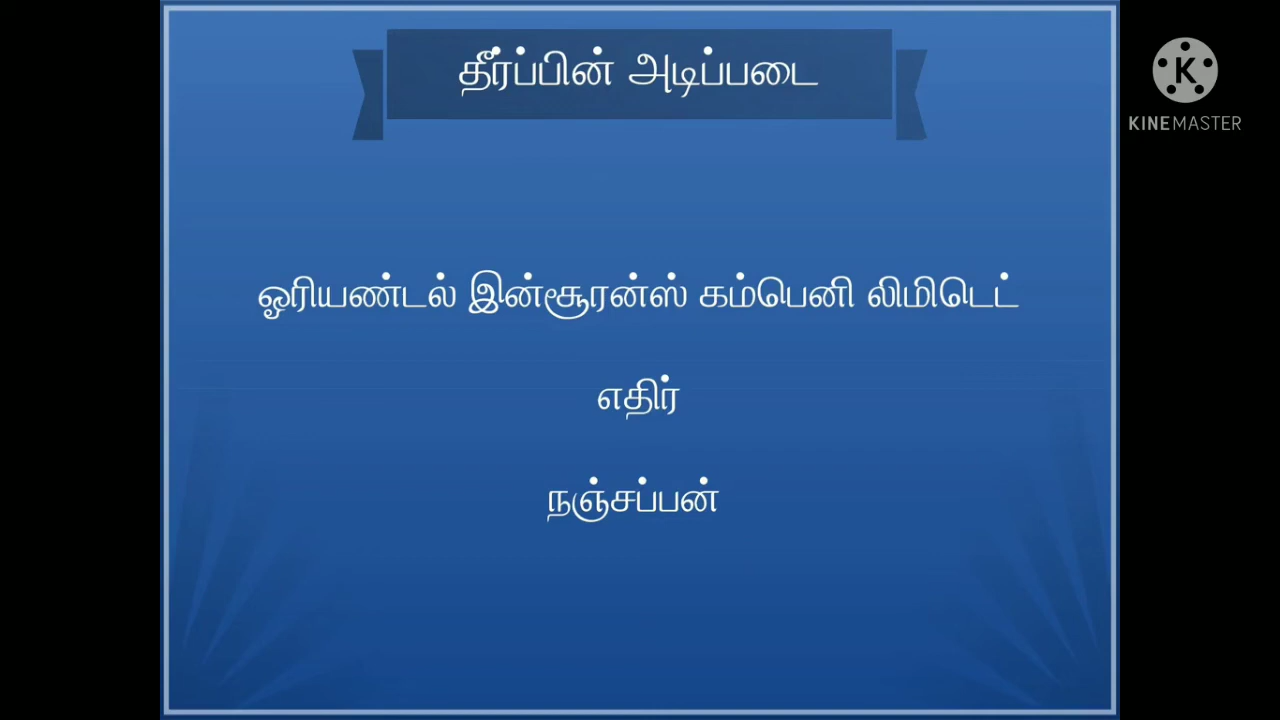 தீர்ப்பின் அடிப்படை
KINEMASTER
ஓரியண்டல் இன்சூரன்ஸ் கம்பெனி லிமிடெட்
எதிர்
நஞ்சப்பன்